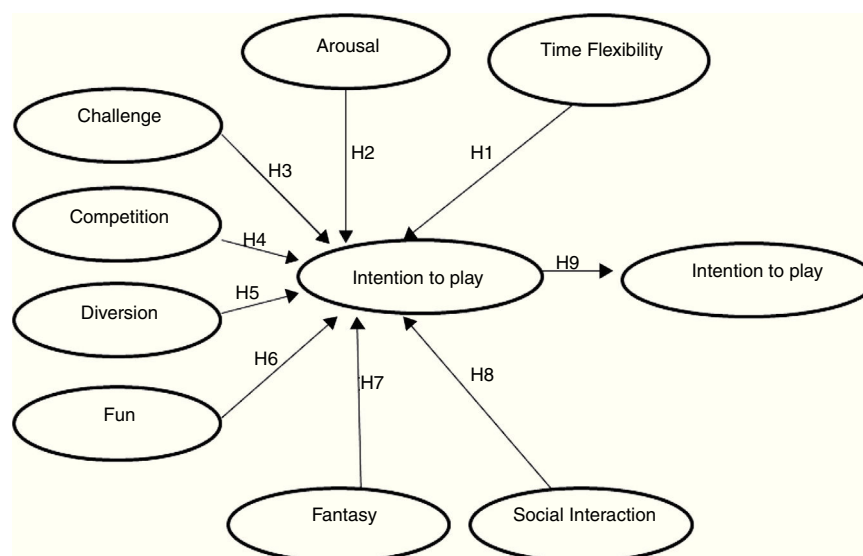 Arousal
Time Flexibility
Challenge
H3
H2
H1
Competition
H4
Intention to play
H9
Intention to play
Diversion
H5
Fun
H6
H7
H8
Fantasy
Social Interaction